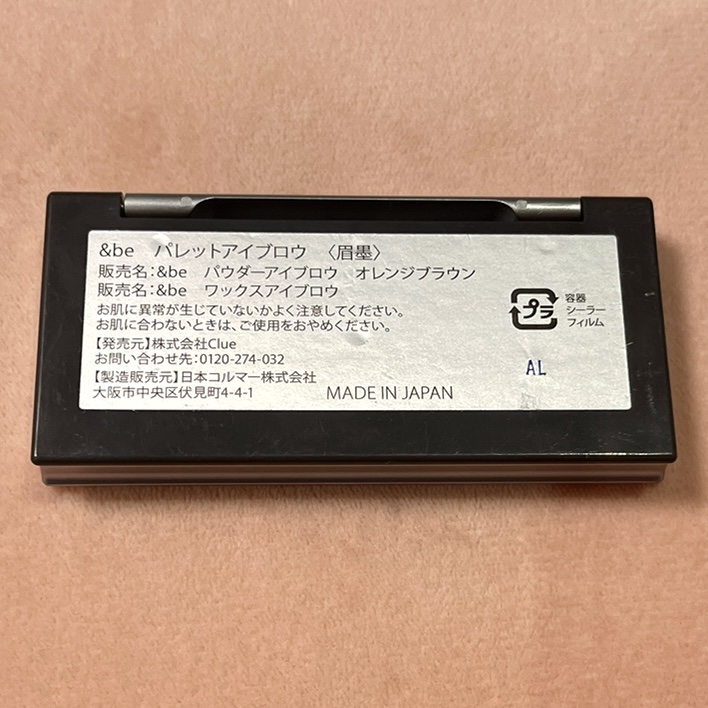 &be パレットアイブロウ 〈眉墨〉
販売名：&be パウダーアイブロウ オレンジブラウン
販売名：&be ワックスアイブロウ
お肌に異常が生じていないかよく注意してください。
お肌に合わないときは、ご使用をおやめください。
【発売元】株式会社Clue
お問い合わせ先：0120-274-032
【製造販売元】日本コルマー株式会社
大阪市中央区伏見町4-4-1
MADE IN JAPAN
プラ
容器
シーラー
フィルム
AL